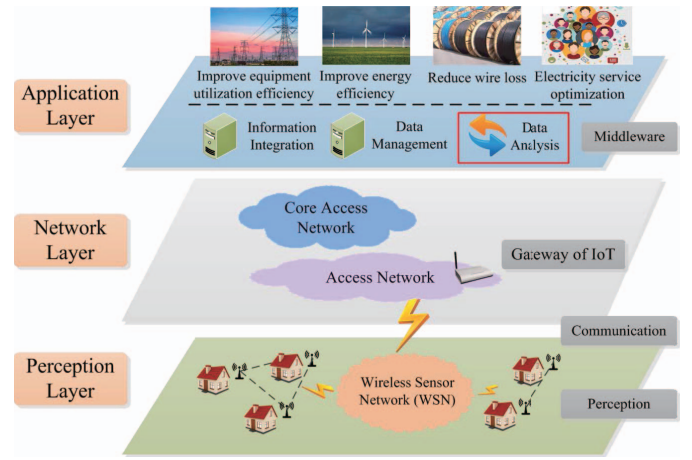 Improve equipment
utilization efficiency
Improve energy
efficiency
Reduce wire loss
Electricity service
optimization
Application
Layer
Information
Integration
Data
Management
Data
Analysis
Middleware
Network
Layer
Core Access
Network
Access Network
Gateway of IoT
Communication
Perception
Layer
Wireless Sensor
Network (WSN)
Perception